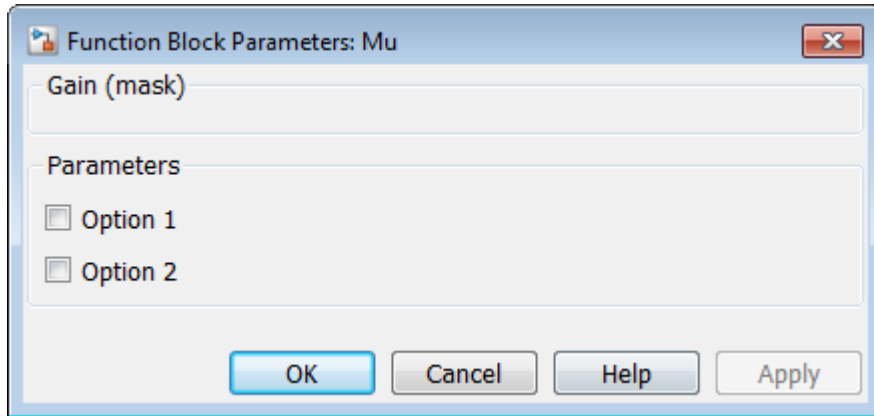 Function Block Parameters: Mu
Gain (mask)
Parameters
Option 1
Option 2
OK Cancel Help Apply